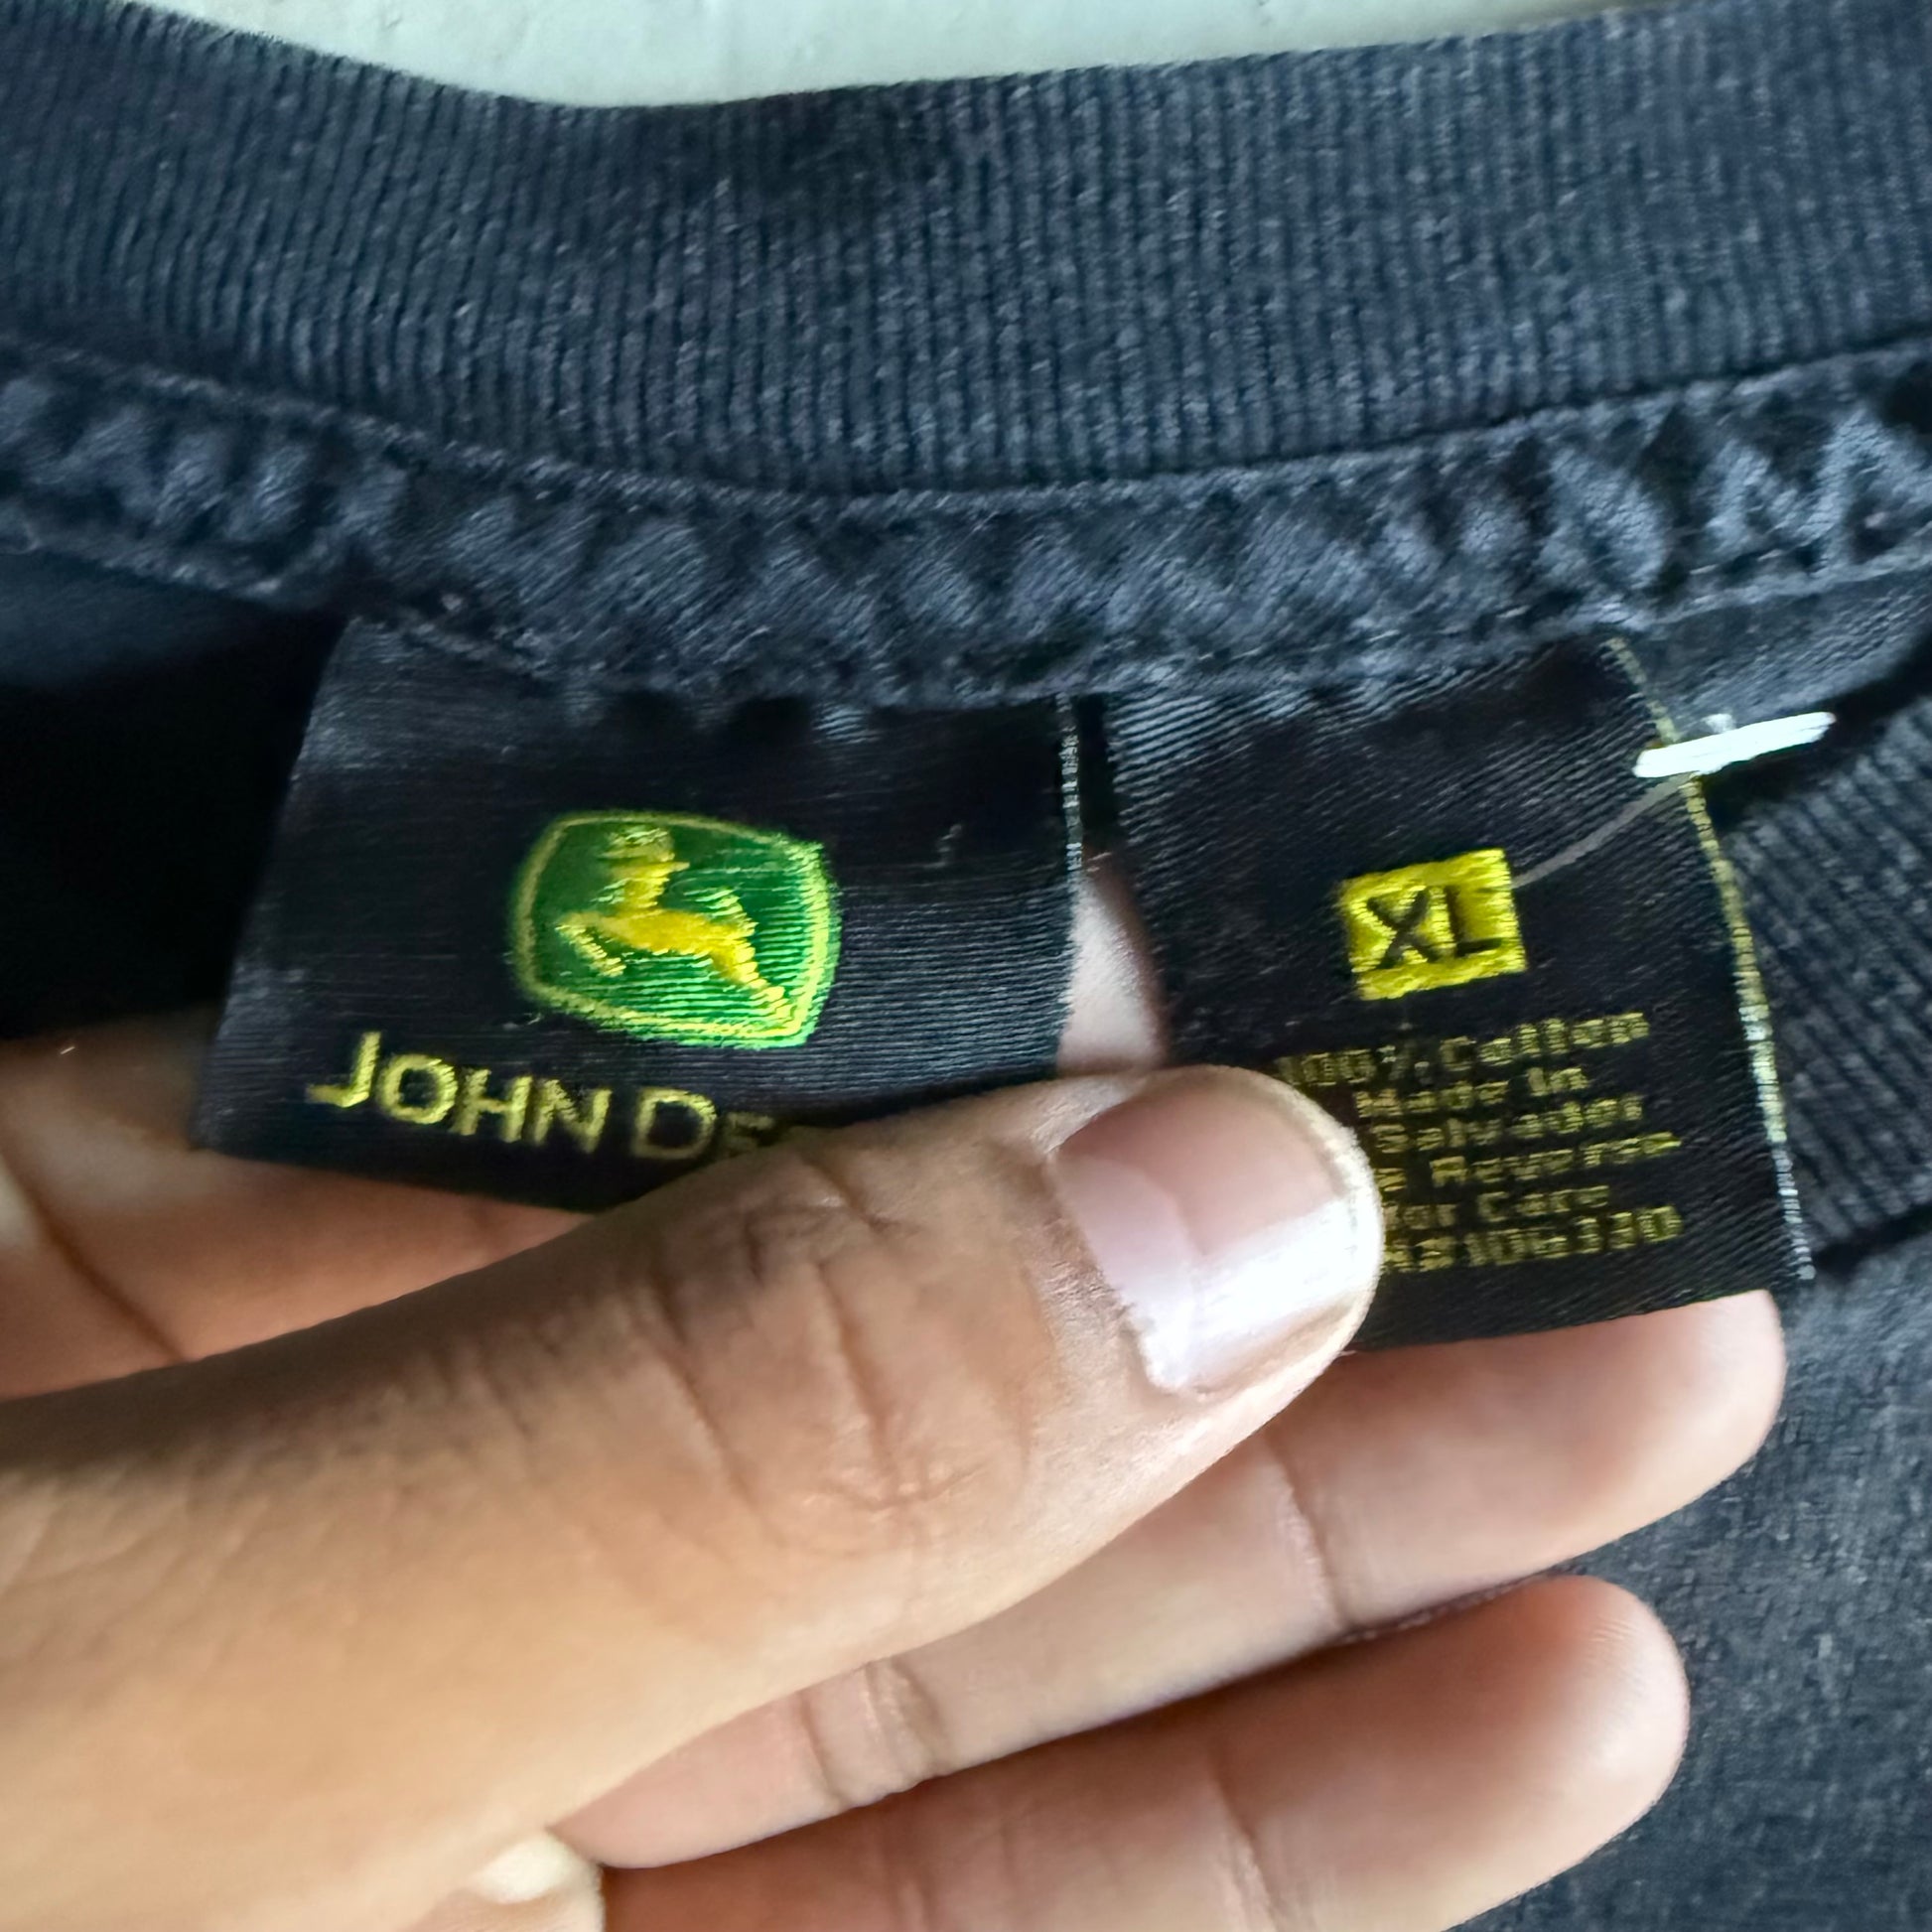 JOHN DE
XL
100% Cotton
Made In
Salvador
Reverse
For Care